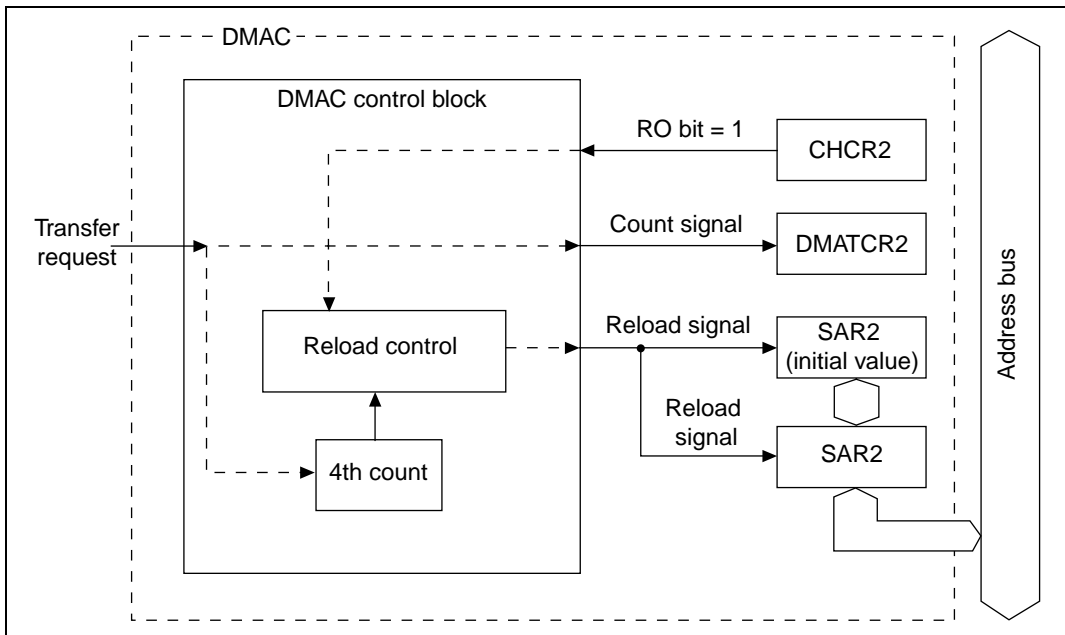 DMAC
DMAC control block
RO bit = 1
CHCR2
Transfer
request
Count signal
DMATCR2
Reload control
Reload signal
SAR2
(initial value)
Reload
signal
SAR2
4th count
Address bus